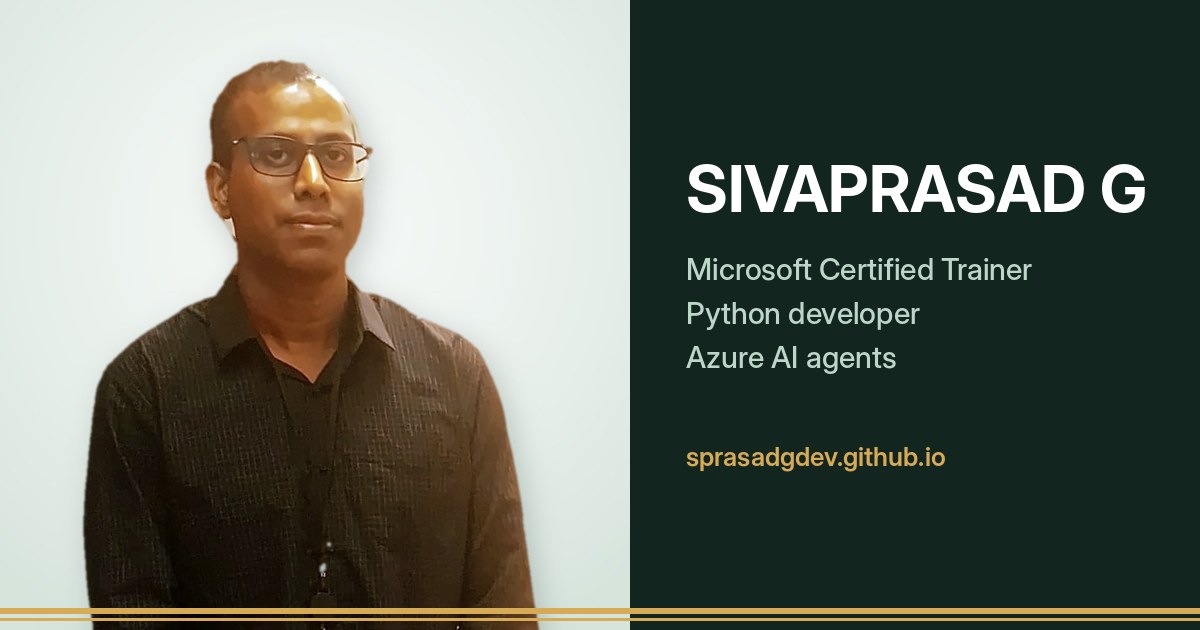 SIVAPRASAD G
Microsoft Certified Trainer
Python developer
Azure AI agents
sprasadgdev.github.io